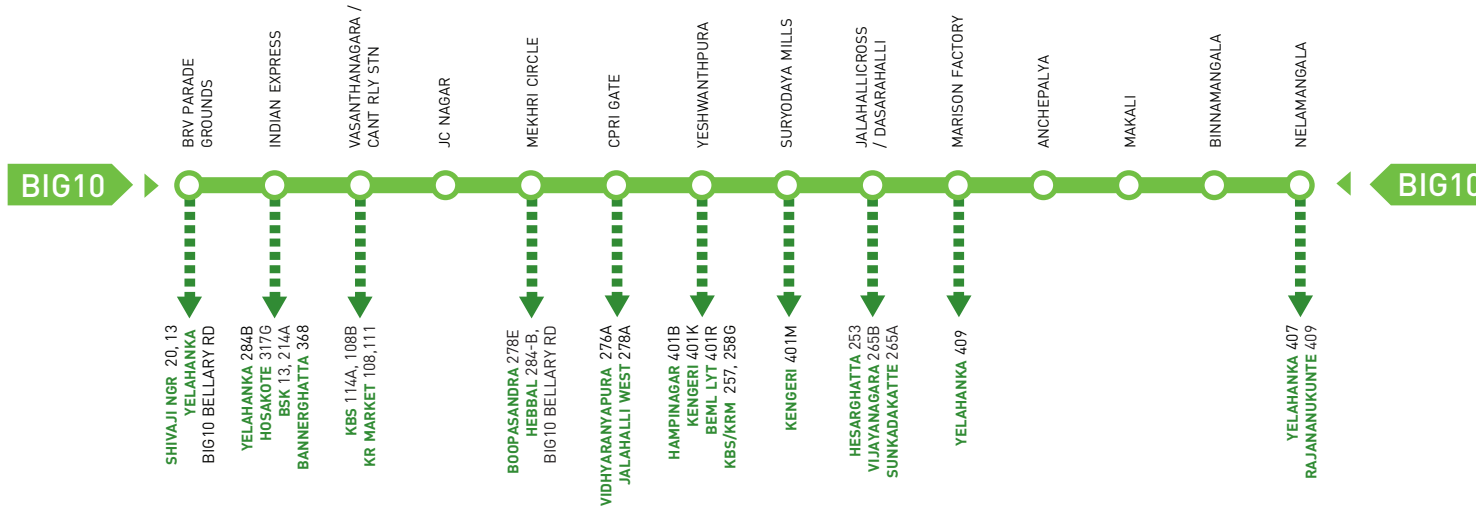 BRV PARADE
GROUNDS
INDIAN EXPRESS
VASANTHANAGARA /
CANT RLY STN
JC NAGAR
MEKHRI CIRCLE
CPRI GATE
YESHWANTHPURA
SURYODAYA MILLS
JALAHALLICROSS
/ DASARAHALLI
MARISON FACTORY
ANCHEPALYA
MAKALI
BINNAMANGALA
NELAMANGALA
BIG10
BIG10
SHIVAJI NGR 20, 13
YELAHANKA
BIG10 BELLARY RD
YELAHANKA 284B
HOSAKOTE 317G
BSK 13, 214A
BANNERGHATTA 368
KBS 114A, 108B
KR MARKET 108,111
BOOPASANDRA 278E
HEBBAL 284-B,
BIG10 BELLARY RD
VIDHYARANYAPURA 276A
JALAHALLI WEST 278A
HAMPINAGAR 401B
KENGERI 401K
BEML LYT 401R
KBS/KRM 257, 258G
KENGERI 401M
HESARGHATTA 253
VIJAYANAGARA 265B
SUNKADAKATTE 265A
YELAHANKA 409
YELAHANKA 407
RAJANANUKUNTE 409